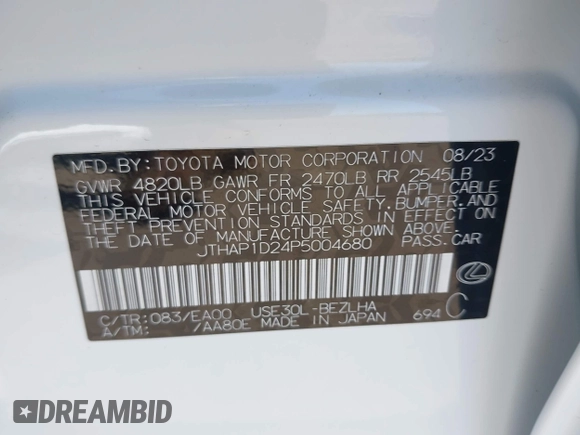 MFD.BY:TOYOTA MOTOR CORPORATION 08/23
GVWR 4820LB GAWR FR 2470LB RR 2545LB
THIS VEHICLE CONFORMS TO ALL APPLICABLE
FEDERAL MOTOR VEHICLE SAFETY,BUMPER,AND
THEFT PREVENTION STANDARDS IN EFFECT ON
THE DATE OF MANUFACTURE SHOWN ABOVE.
JTHAP1D24P5004680 PASS.CAR
C/TR:083/EA00 USE30L-BEZLHA
A/TM: /AA80E MADE IN JAPAN 694 C
DREAMBID